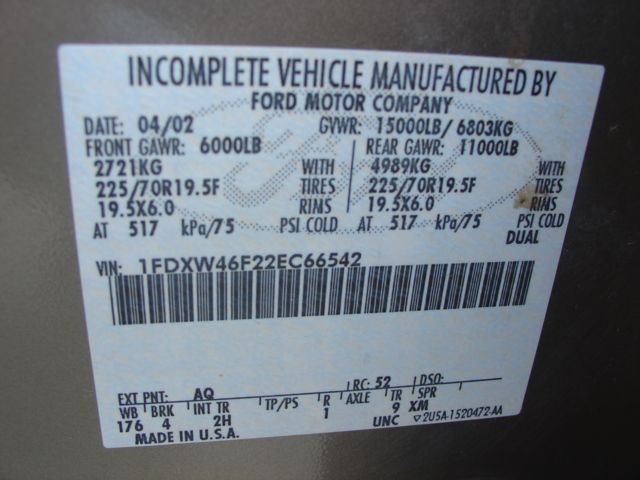 INCOMPLETE VEHICLE MANUFACTURED BY
FORD MOTOR COMPANY
DATE: 04/02 GVWR: 15000LB/ 6803KG
FRONT GAWR: 6000LB REAR GAWR: 11000LB
2721KG WITH 4989KG WITH
225/70R19.5F TIRES 225/70R19.5F TIRES
19.5X6.0 RIMS 19.5X6.0 RIMS
AT 517 kPa/75 PSI COLD AT 517 kPa/75 PSI COLD
DUAL
VIN: 1FDXW46F22EC66542
EXT PNT: AQ RC: 52 DSO:
WB BRK INT TR TP/PS R AXLE TR SPR
176 4 2H 1 9 XM
MADE IN U.S.A. UNC ▽2U5A-1520472-AA